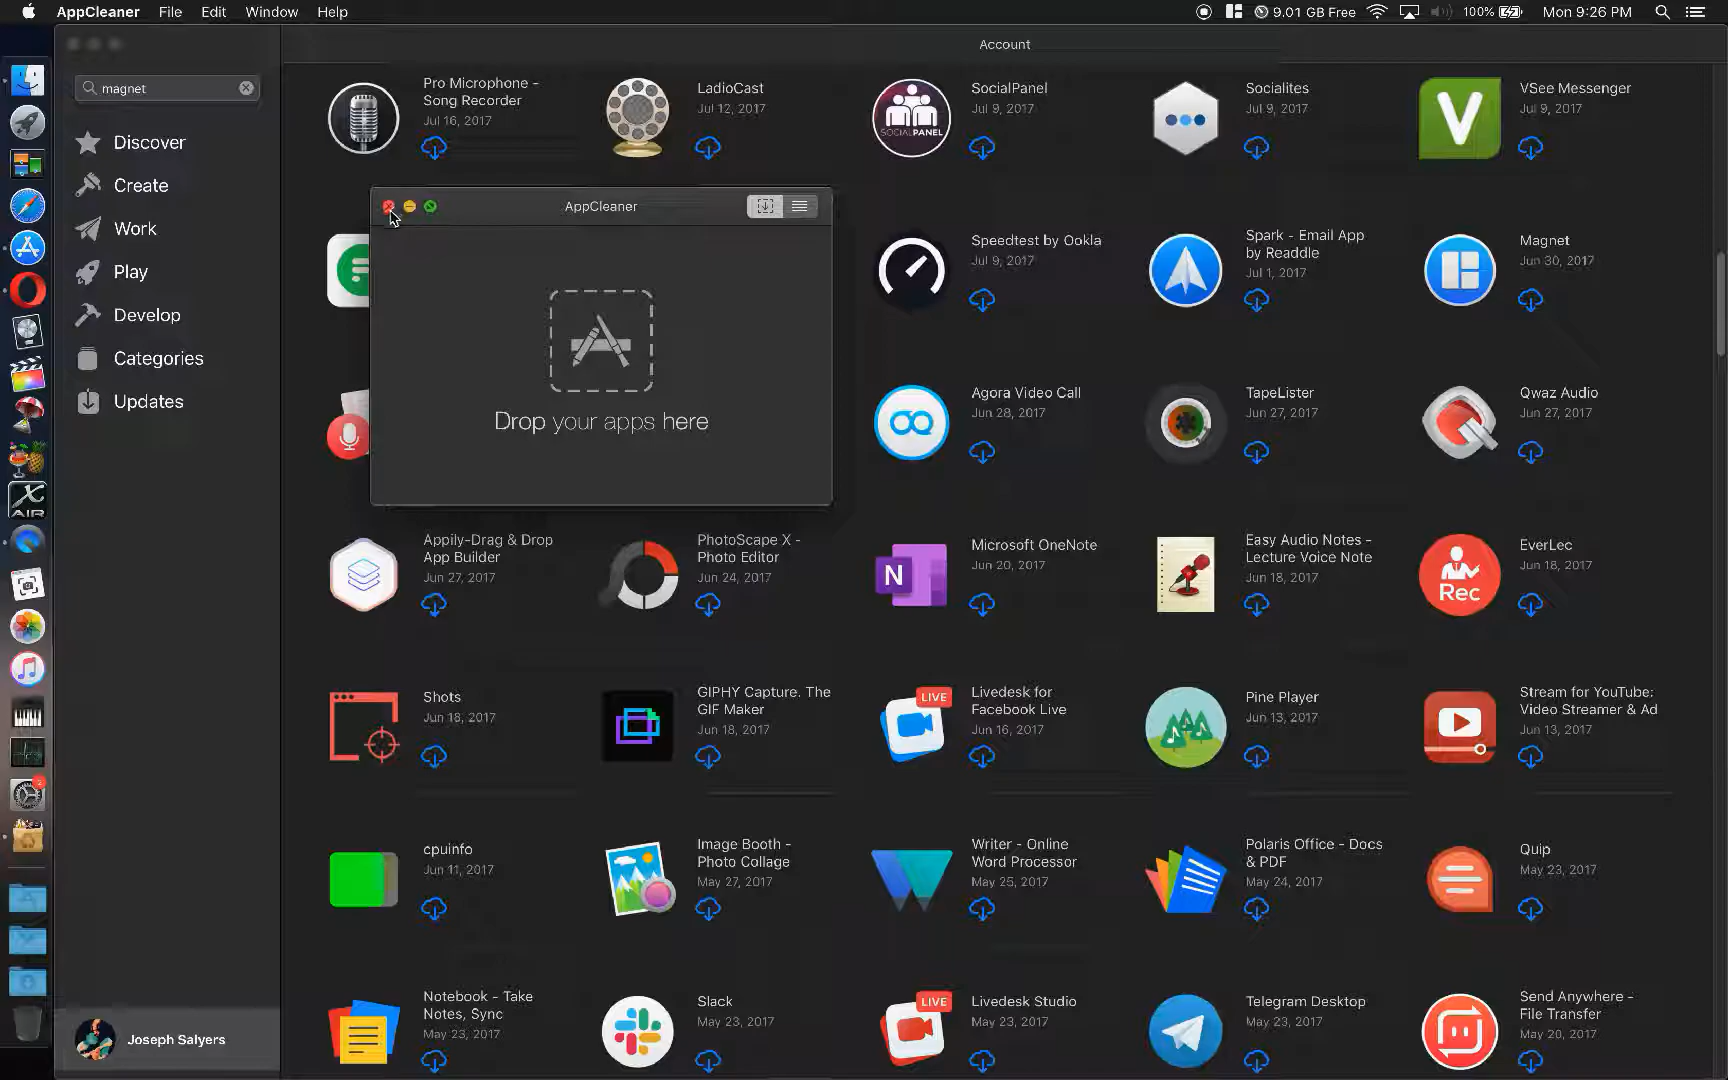 AppCleaner File Edit Window Help
9.01 GB Free 100% Mon 9:26 PM
Account
magnet
Discover
Create
Work
Play
Develop
Categories
Updates
Joseph Salyers
Pro Microphone -
Song Recorder
Jul 16, 2017
LadioCast
Jul 12, 2017
SocialPanel
Jul 9, 2017
SOCIALPANEL
Socialites
Jul 9, 2017
VSee Messenger
Jul 9, 2017
V
AppCleaner
Drop your apps here
Speedtest by Ookla
Jul 9, 2017
Spark - Email App
by Readdle
Jul 1, 2017
Magnet
Jun 30, 2017
Agora Video Call
Jun 28, 2017
TapeLister
Jun 27, 2017
Qwaz Audio
Jun 27, 2017
X
AIR
Appily-Drag & Drop
App Builder
Jun 27, 2017
PhotoScape X -
Photo Editor
Jun 24, 2017
N
Microsoft OneNote
Jun 20, 2017
Easy Audio Notes -
Lecture Voice Note
Jun 18, 2017
Rec
EverLec
Jun 18, 2017
Shots
Jun 18, 2017
GIPHY Capture. The
GIF Maker
Jun 18, 2017
LIVE
Livedesk for
Facebook Live
Jun 16, 2017
Pine Player
Jun 13, 2017
Stream for YouTube:
Video Streamer & Ad
Jun 13, 2017
cpuinfo
Jun 11, 2017
Image Booth -
Photo Collage
May 27, 2017
Writer - Online
Word Processor
May 25, 2017
Polaris Office - Docs
& PDF
May 24, 2017
Quip
May 23, 2017
Notebook - Take
Notes, Sync
May 23, 2017
Slack
May 23, 2017
LIVE
Livedesk Studio
May 23, 2017
Telegram Desktop
May 23, 2017
Send Anywhere -
File Transfer
May 20, 2017